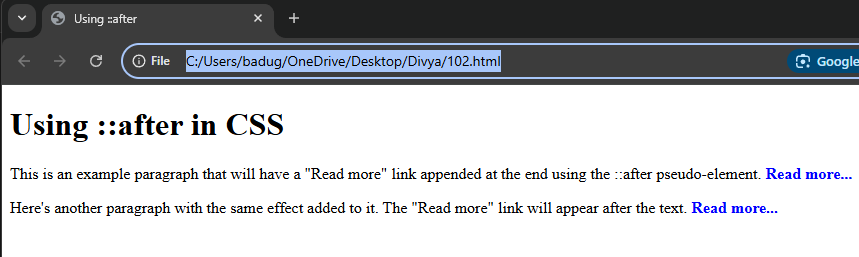 Using ::after
File C:/Users/badug/OneDrive/Desktop/Divya/102.html Google
Using ::after in CSS
This is an example paragraph that will have a "Read more" link appended at the end using the ::after pseudo-element. Read more...
Here's another paragraph with the same effect added to it. The "Read more" link will appear after the text. Read more...